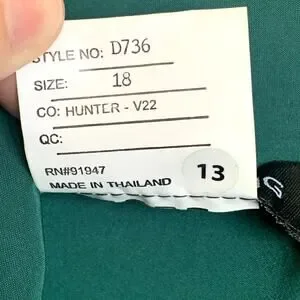 STYLE NO: D736
SIZE: 18
CO: HUNTER - V22
QC:
RN#91947
MADE IN THAILAND
13